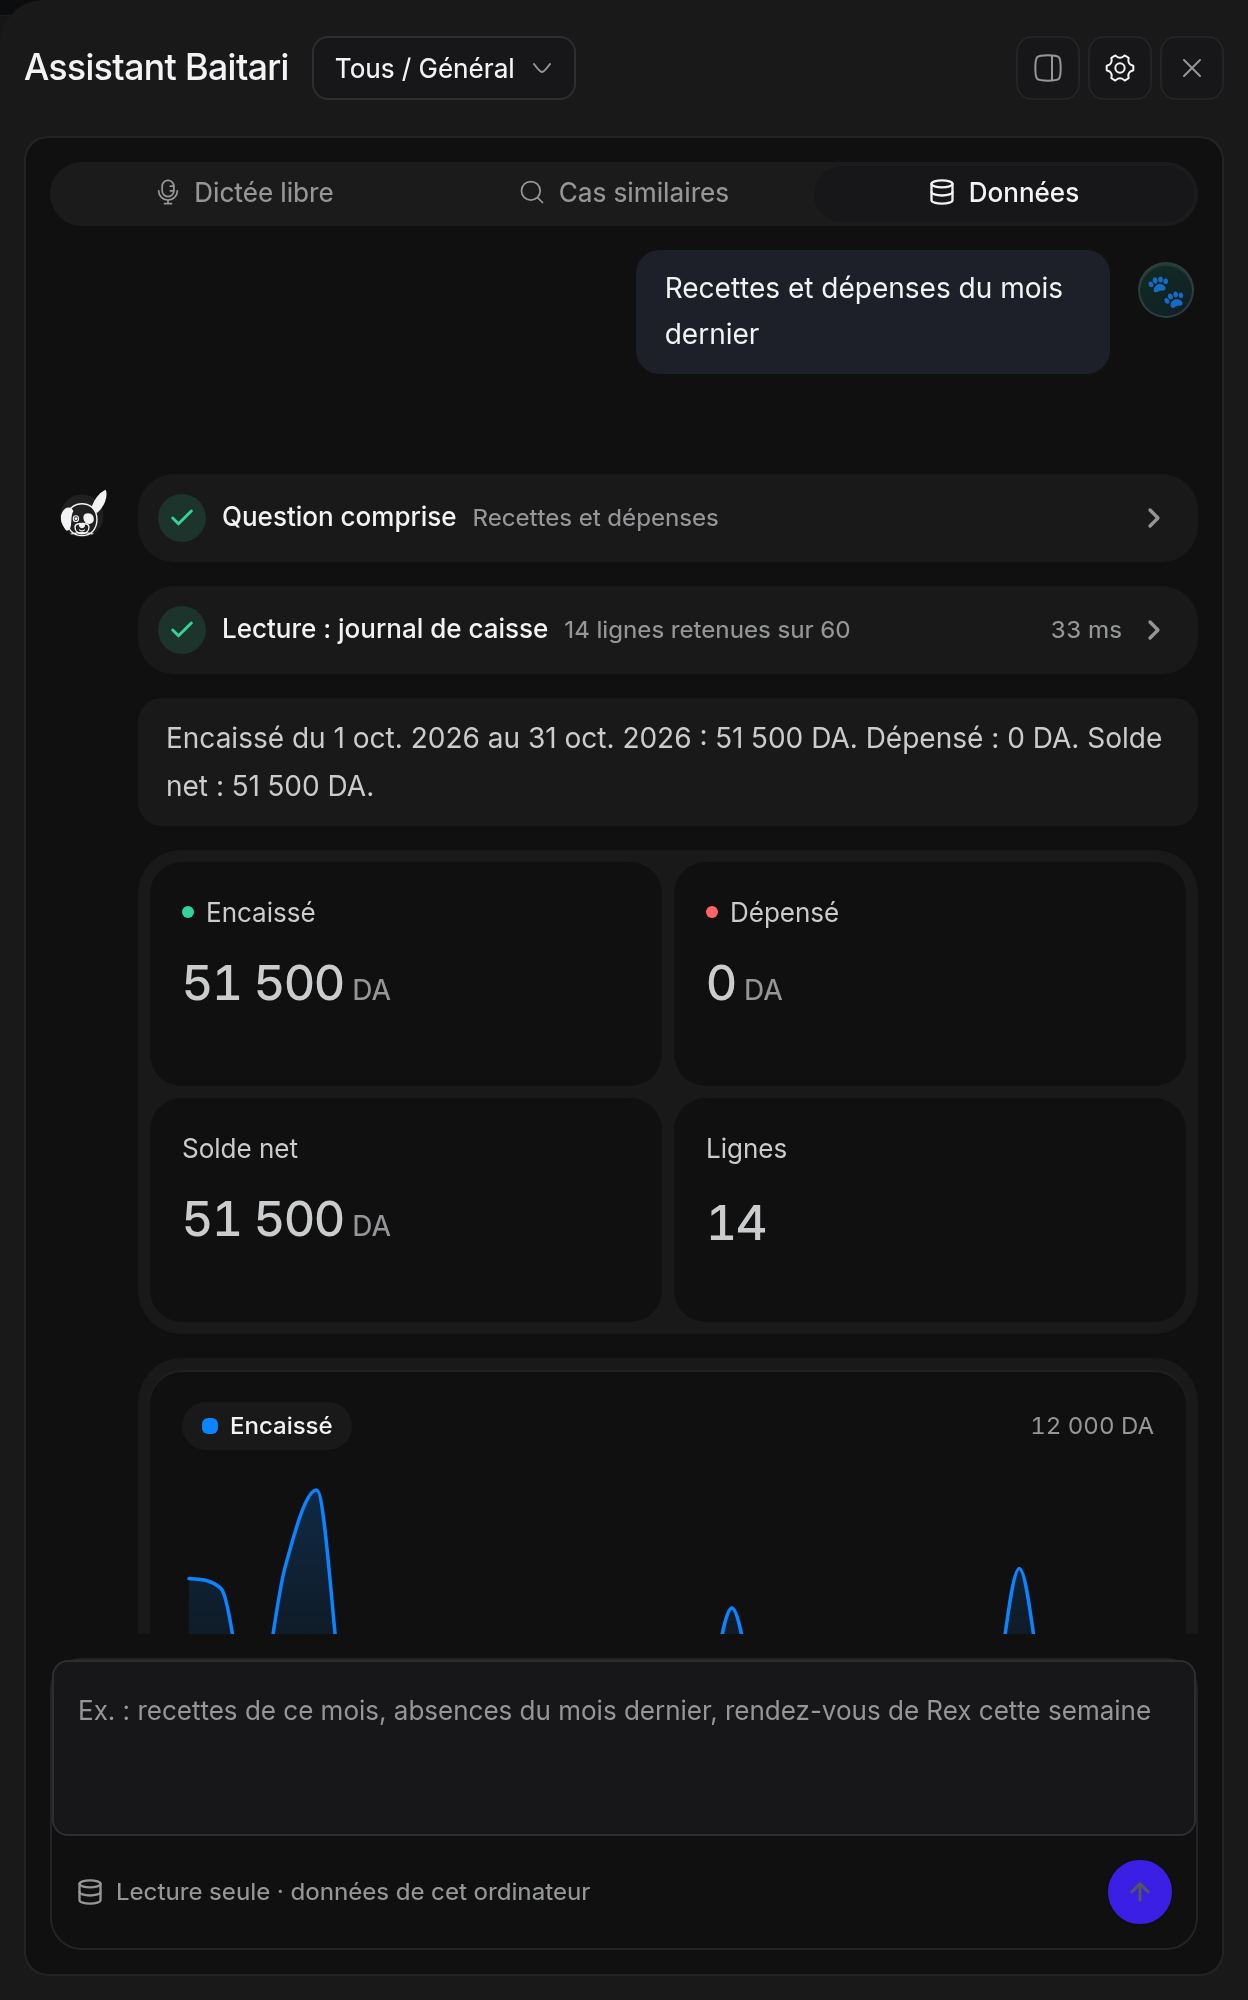 Assistant Baitari
Tous / Général
Dictée libre
Cas similaires
Données
Recettes et dépenses du mois
dernier
Question comprise Recettes et dépenses
Lecture : journal de caisse 14 lignes retenues sur 60 33 ms
Encaissé du 1 oct. 2026 au 31 oct. 2026 : 51 500 DA. Dépensé : 0 DA. Solde
net : 51 500 DA.
Encaissé
51 500 DA
Dépensé
0 DA
Solde net
51 500 DA
Lignes
14
Encaissé
12 000 DA
Ex. : recettes de ce mois, absences du mois dernier, rendez-vous de Rex cette semaine
Lecture seule · données de cet ordinateur